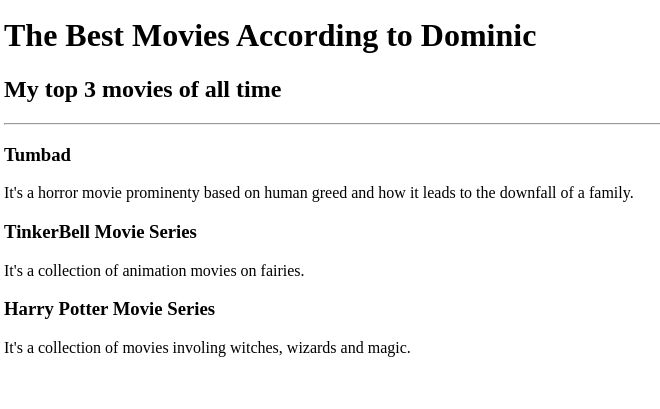 The Best Movies According to Dominic
My top 3 movies of all time
Tumbad
It's a horror movie prominenty based on human greed and how it leads to the downfall of a family.
TinkerBell Movie Series
It's a collection of animation movies on fairies.
Harry Potter Movie Series
It's a collection of movies involing witches, wizards and magic.